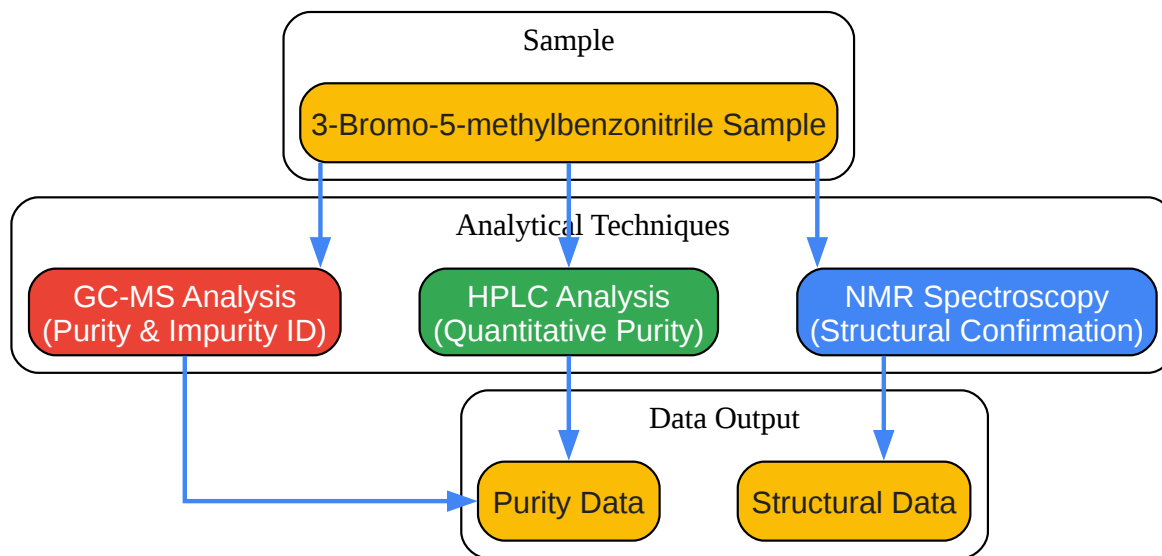 Sample
3-Bromo-5-methylbenzonitrile Sample
Analytical Techniques
GC-MS Analysis
(Purity & Impurity ID)
HPLC Analysis
(Quantitative Purity)
NMR Spectroscopy
(Structural Confirmation)
Data Output
Purity Data
Structural Data